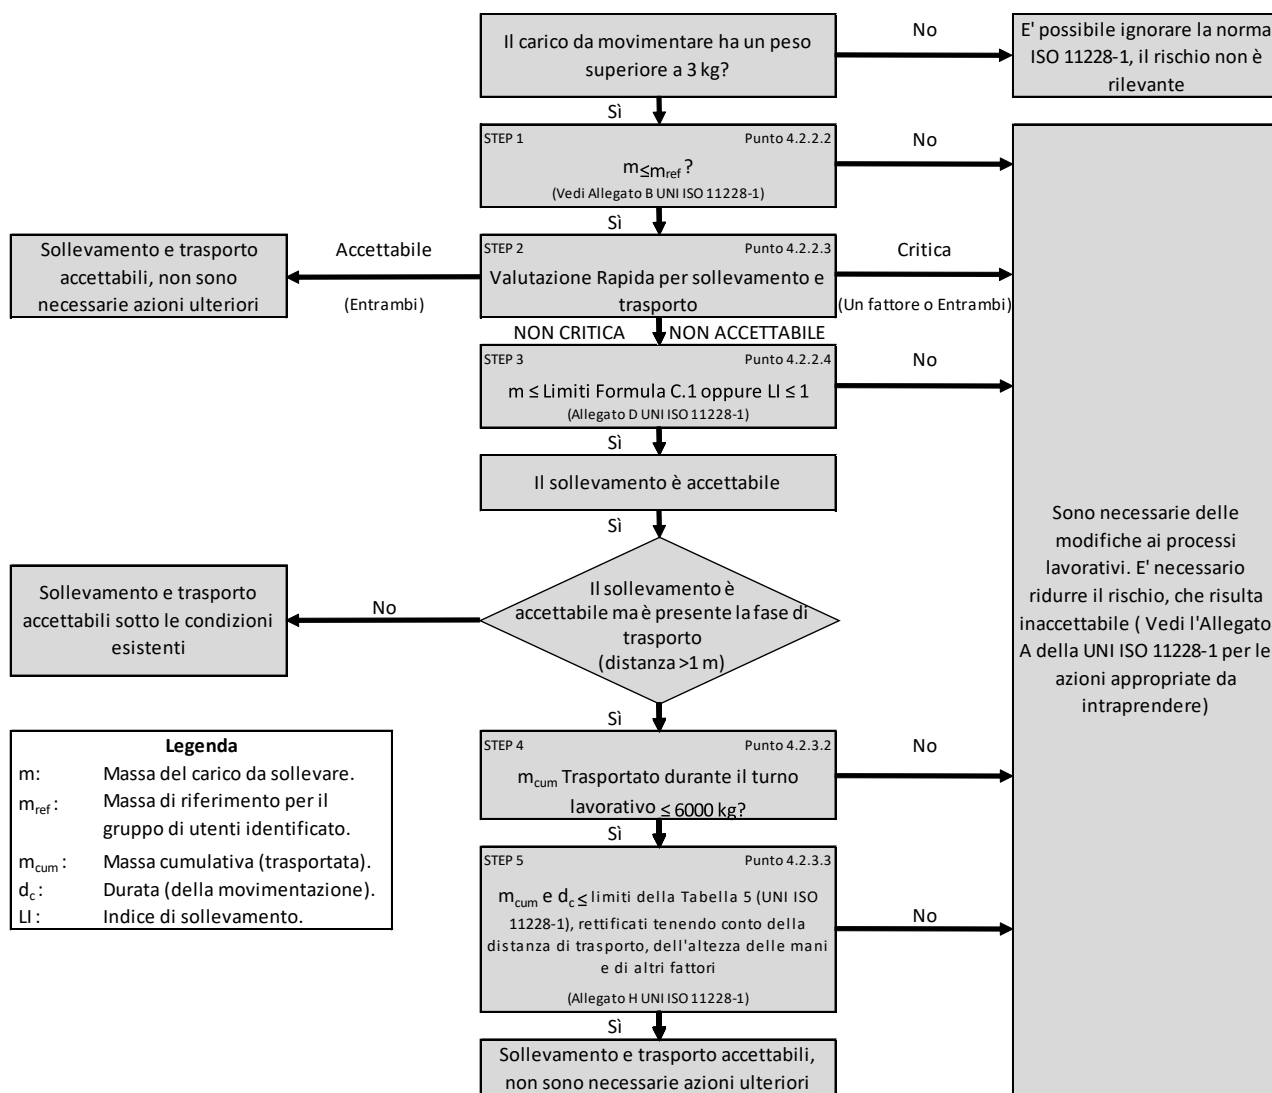 Il carico da movimentare ha un peso
superiore a 3 kg?
No
E' possibile ignorare la norma
ISO 11228-1, il rischio non è
rilevante
Sì
STEP 1
Punto 4.2.2.2
m≤mref ?
(Vedi Allegato B UNI ISO 11228-1)
No
Sì
Sollevamento e trasporto
accettabili, non sono
necessarie azioni ulteriori
Accettabile
(Entrambi)
STEP 2
Punto 4.2.2.3
Valutazione Rapida per sollevamento e
trasporto
Critica
(Un fattore o Entrambi)
NON CRITICA
NON ACCETTABILE
STEP 3
Punto 4.2.2.4
m ≤ Limiti Formula C.1 oppure LI ≤ 1
(Allegato D UNI ISO 11228-1)
No
Sì
Il sollevamento è accettabile
Sì
Il sollevamento è
accettabile ma è presente la fase di
trasporto
(distanza >1 m)
No
Sollevamento e trasporto
accettabili sotto le condizioni
esistenti
Sono necessarie delle
modifiche ai processi
lavorativi. E' necessario
ridurre il rischio, che risulta
inaccettabile ( Vedi l'Allegato
A della UNI ISO 11228-1 per le
azioni appropriate da
intraprendere)
Sì
STEP 4
Punto 4.2.3.2
mcum Trasportato durante il turno
lavorativo ≤ 6000 kg?
No
Sì
STEP 5
Punto 4.2.3.3
mcum e dc ≤ limiti della Tabella 5 (UNI ISO
11228-1), rettificati tenendo conto della
distanza di trasporto, dell'altezza delle mani
e di altri fattori
(Allegato H UNI ISO 11228-1)
No
Sì
Sollevamento e trasporto accettabili,
non sono necessarie azioni ulteriori
Legenda
m: Massa del carico da sollevare.
mref : Massa di riferimento per il
gruppo di utenti identificato.
mcum : Massa cumulativa (trasportata).
dc : Durata (della movimentazione).
LI : Indice di sollevamento.